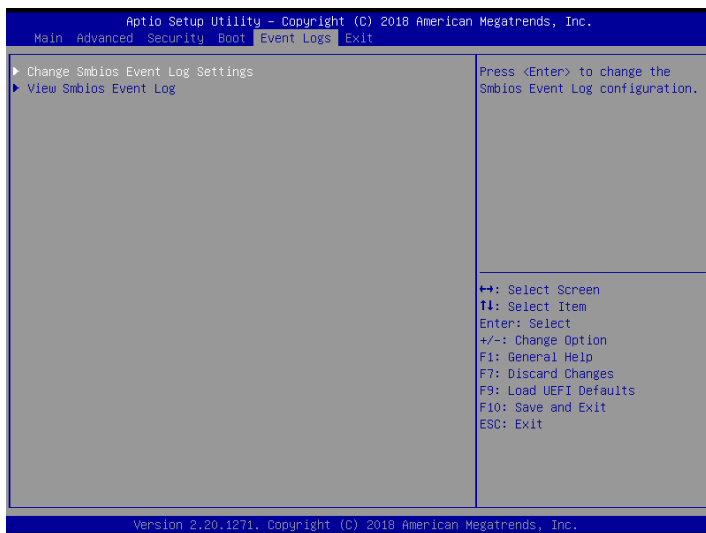 Aptio Setup Utility – Copyright (C) 2018 American Megatrends, Inc.
Main Advanced Security Boot Event Logs Exit
▶ Change Smbios Event Log Settings
▶ View Smbios Event Log
Press <Enter> to change the
Smbios Event Log configuration.
↔: Select Screen
↑↓: Select Item
Enter: Select
+/-: Change Option
F1: General Help
F7: Discard Changes
F9: Load UEFI Defaults
F10: Save and Exit
ESC: Exit
Version 2.20.1271. Copyright (C) 2018 American Megatrends, Inc.